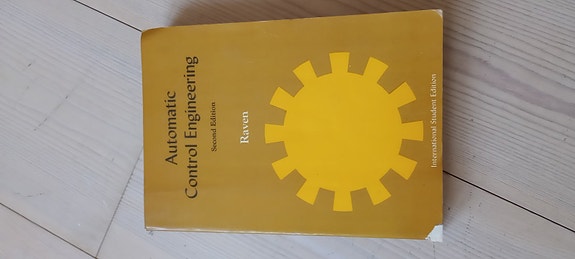 Automatic
Control Engineering
Second Edition
Raven
International Student Edition